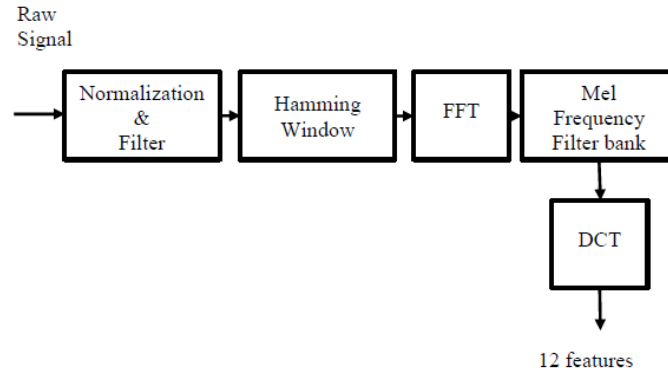 Raw
Signal
Normalization
&
Filter
Hamming
Window
FFT
Mel
Frequency
Filter bank
DCT
12 features